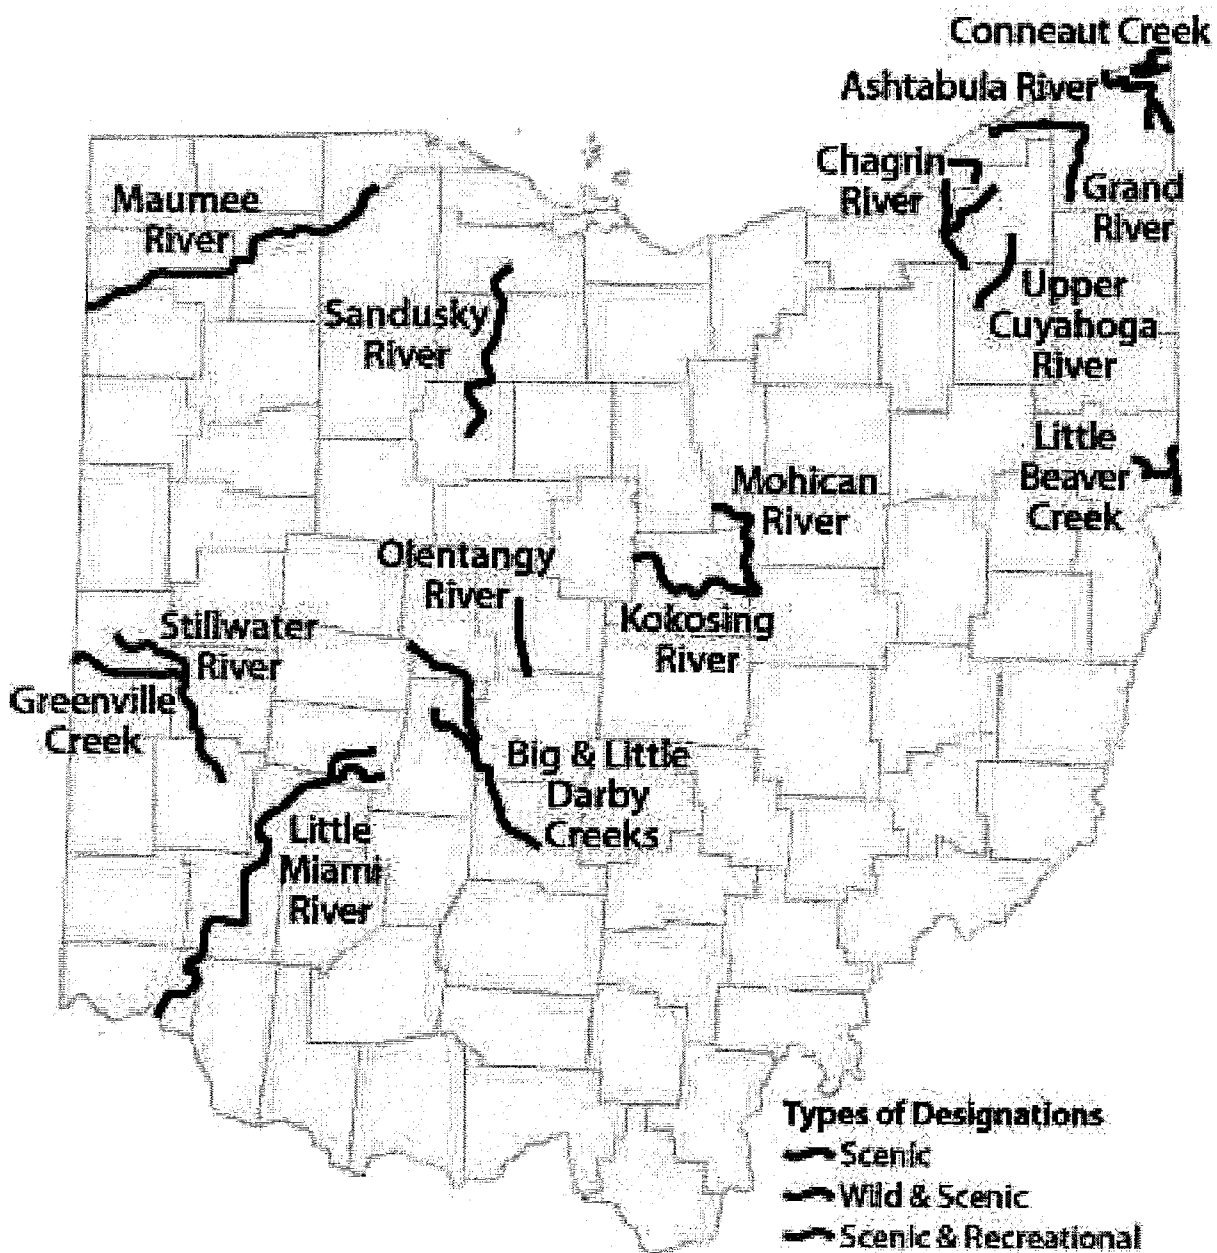 Conneaut Creek
Ashtabula River
Chagrin
River
Grand
River
Maumee
River
Upper
Cuyahoga
River
Sandusky
River
Little
Beaver
Creek
Mohican
River
Olentangy
River
Kokosing
River
Stillwater
River
Greenville
Creek
Big & Little
Darby
Creeks
Little
Miami
River
Types of Designations
Scenic
Wild & Scenic
Scenic & Recreational